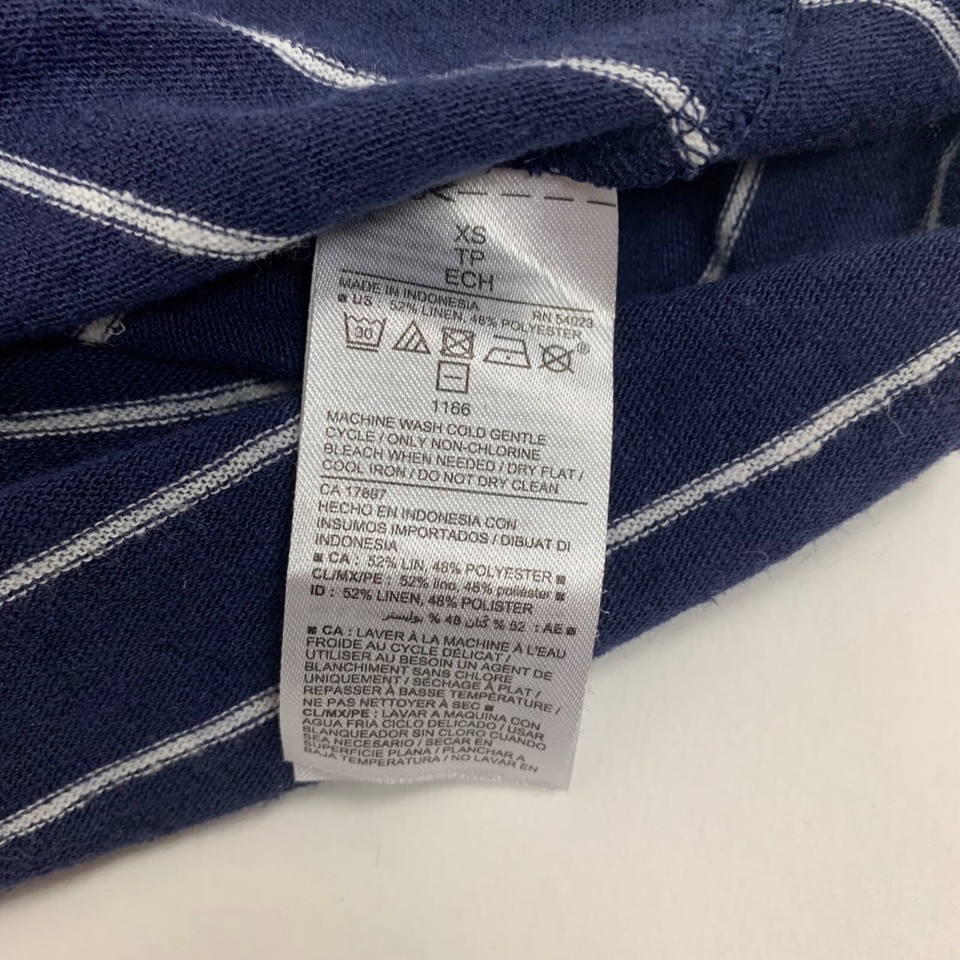 XS
TP
ECH
MADE IN INDONESIA RN 54023
■ US : 52% LINEN, 48% POLYESTER
30
®
1166
MACHINE WASH COLD GENTLE
CYCLE / ONLY NON-CHLORINE
BLEACH WHEN NEEDED / DRY FLAT /
COOL IRON / DO NOT DRY CLEAN
CA 17897
HECHO EN INDONESIA CON
INSUMOS IMPORTADOS / DIBUAT DI
INDONESIA
■ CA : 52% LIN, 48% POLYESTER ■
CL/MX/PE : 52% lino, 48% poliéster ■
ID : 52% LINEN, 48% POLISTER
■ AE : 52 % كتان 48 % بوليستر
■ CA : LAVER À LA MACHINE À L'EAU
FROIDE AU CYCLE DÉLICAT /
UTILISER AU BESOIN UN AGENT DE
BLANCHIMENT SANS CHLORE
UNIQUEMENT / SÉCHAGE À PLAT /
REPASSER À BASSE TEMPÉRATURE /
NE PAS NETTOYER À SEC ■
CL/MX/PE : LAVAR A MAQUINA CON
AGUA FRIA CICLO DELICADO / USAR
BLANQUEADOR SIN CLORO CUANDO
SEA NECESARIO / SECAR EN
SUPERFICIE PLANA / PLANCHAR A
BAJA TEMPERATURA / NO LAVAR EN